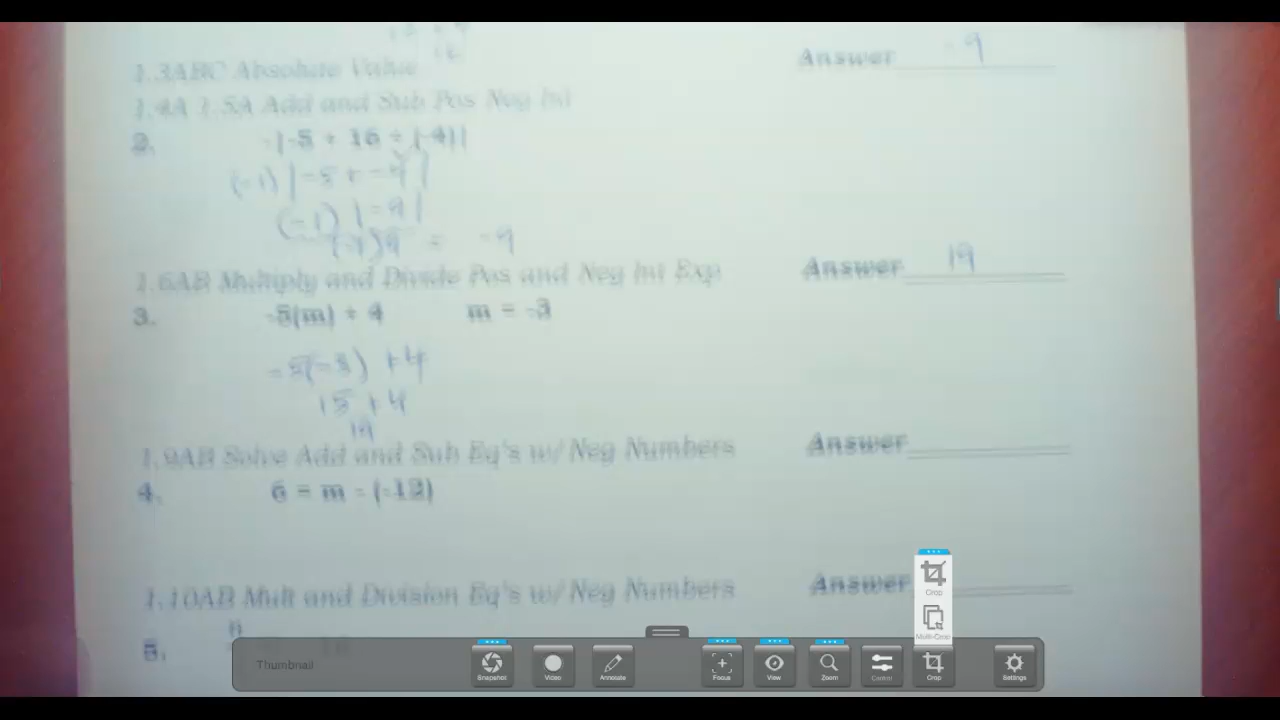 Answer -9
1.3ABC Absolute Value
1.4A 1.5A Add and Sub Pos Neg Int
2. -|-5 + 16 ÷ (-4)|
(-1) |-5 + -4|
(-1) |-9|
(-1)9 = -9
Answer 19
1.6AB Multiply and Divide Pos and Neg Int Exp
3. -5(m) + 4 m = -3
-5(-3) +4
15 +4
19
1.9AB Solve Add and Sub Eq's w/ Neg Numbers Answer
4. 6 = m - (-12)
1.10AB Mult and Division Eq's w/ Neg Numbers Answer
5.
Crop
Multi-Crop
Thumbnail
Snapshot
Video
Annotate
Focus
View
Zoom
Control
Crop
Settings